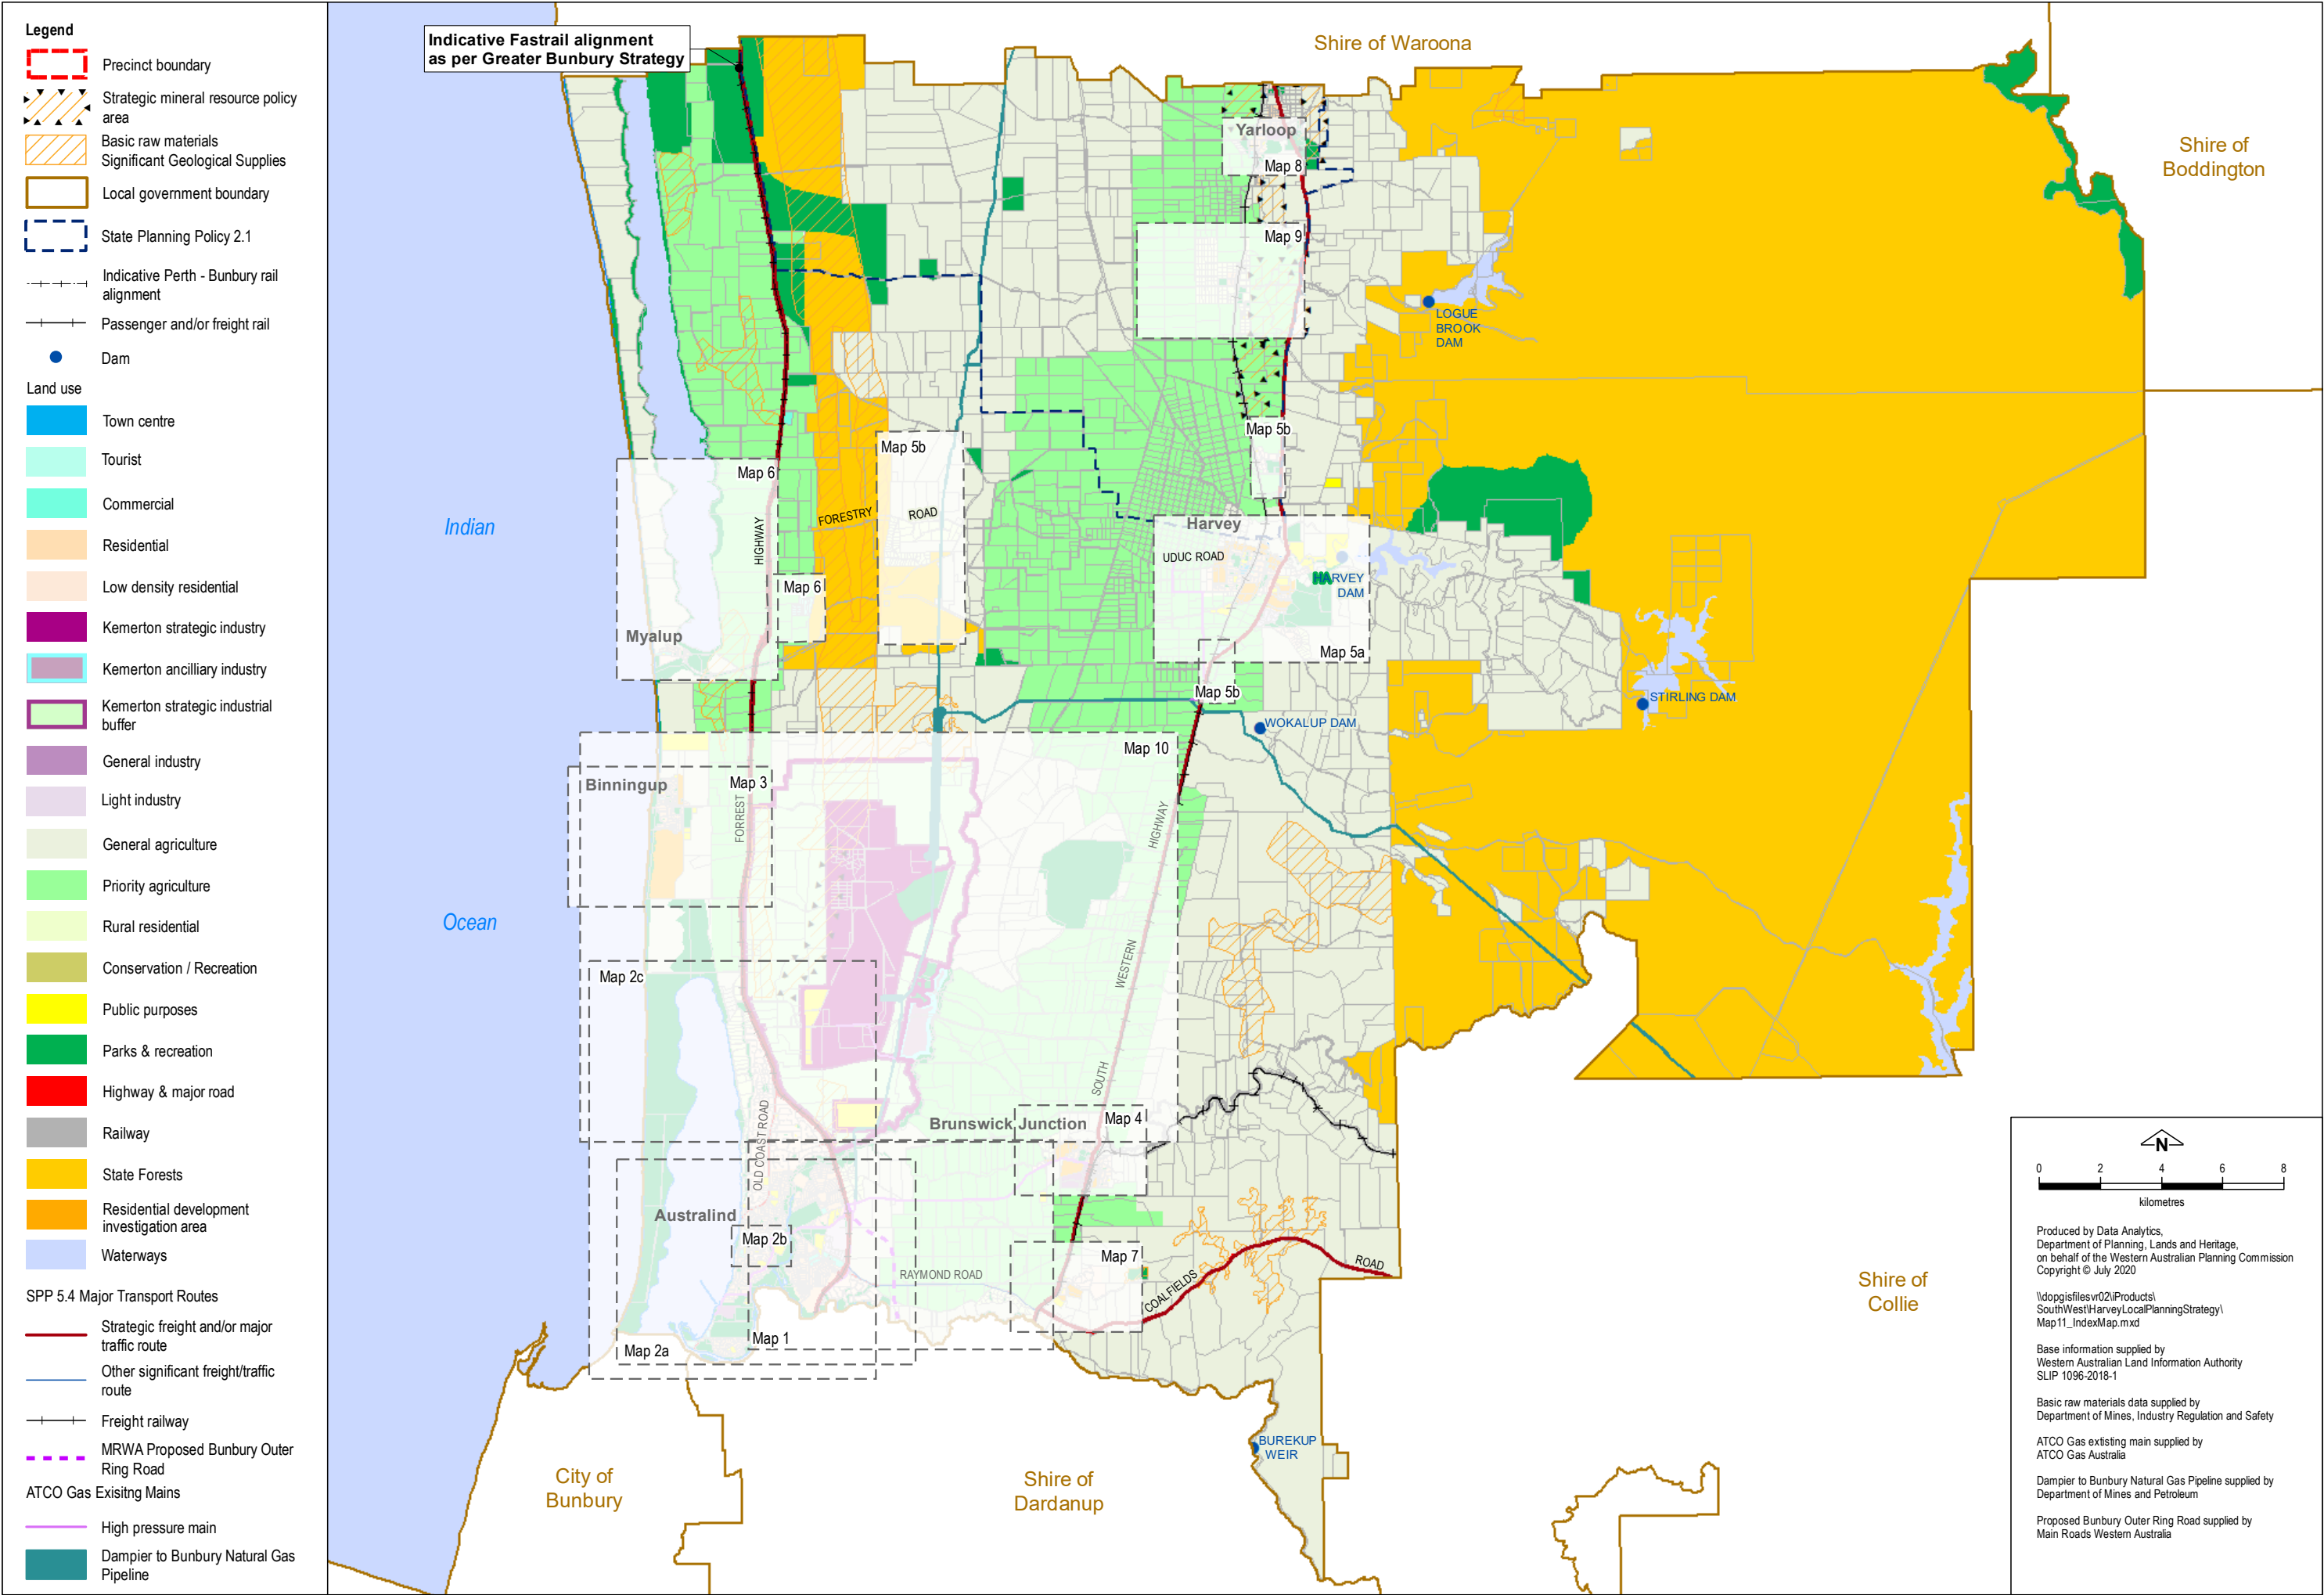 Legend
Precinct boundary
Strategic mineral resource policy
area
Basic raw materials
Significant Geological Supplies
Local government boundary
State Planning Policy 2.1
Indicative Perth - Bunbury rail
alignment
Passenger and/or freight rail
Dam
Land use
Town centre
Tourist
Commercial
Residential
Low density residential
Kemerton strategic industry
Kemerton ancilliary industry
Kemerton strategic industrial
buffer
General industry
Light industry
General agriculture
Priority agriculture
Rural residential
Conservation / Recreation
Public purposes
Parks & recreation
Highway & major road
Railway
State Forests
Residential development
investigation area
Waterways
SPP 5.4 Major Transport Routes
Strategic freight and/or major
traffic route
Other significant freight/traffic
route
Freight railway
MRWA Proposed Bunbury Outer
Ring Road
ATCO Gas Exisitng Mains
High pressure main
Dampier to Bunbury Natural Gas
Pipeline
Indicative Fastrail alignment
as per Greater Bunbury Strategy
Shire of Waroona
Shire of
Boddington
Yarloop
Map 8
Map 9
LOGUE
BROOK
DAM
Map 5b
Map 5b
Map 6
HIGHWAY
FORESTRY
ROAD
Indian
Harvey
UDUC ROAD
HARVEY
DAM
Map 6
Myalup
Map 5a
Map 5b
STIRLING DAM
WOKALUP DAM
Map 10
Binningup
Map 3
FORREST
HIGHWAY
Ocean
WESTERN
Map 2c
SOUTH
OLD COAST ROAD
Brunswick Junction
Map 4
Australind
Map 2b
RAYMOND ROAD
Map 7
COALFIELDS
ROAD
Map 1
Map 2a
Shire of
Collie
BUREKUP
WEIR
City of
Bunbury
Shire of
Dardanup
N
0 2 4 6 8
kilometres
Produced by Data Analytics,
Department of Planning, Lands and Heritage,
on behalf of the Western Australian Planning Commission
Copyright © July 2020
\\dopgisfilesvr02\iProducts\
SouthWest\HarveyLocalPlanningStrategy\
Map11_IndexMap.mxd
Base information supplied by
Western Australian Land Information Authority
SLIP 1096-2018-1
Basic raw materials data supplied by
Department of Mines, Industry Regulation and Safety
ATCO Gas extisting main supplied by
ATCO Gas Australia
Dampier to Bunbury Natural Gas Pipeline supplied by
Department of Mines and Petroleum
Proposed Bunbury Outer Ring Road supplied by
Main Roads Western Australia